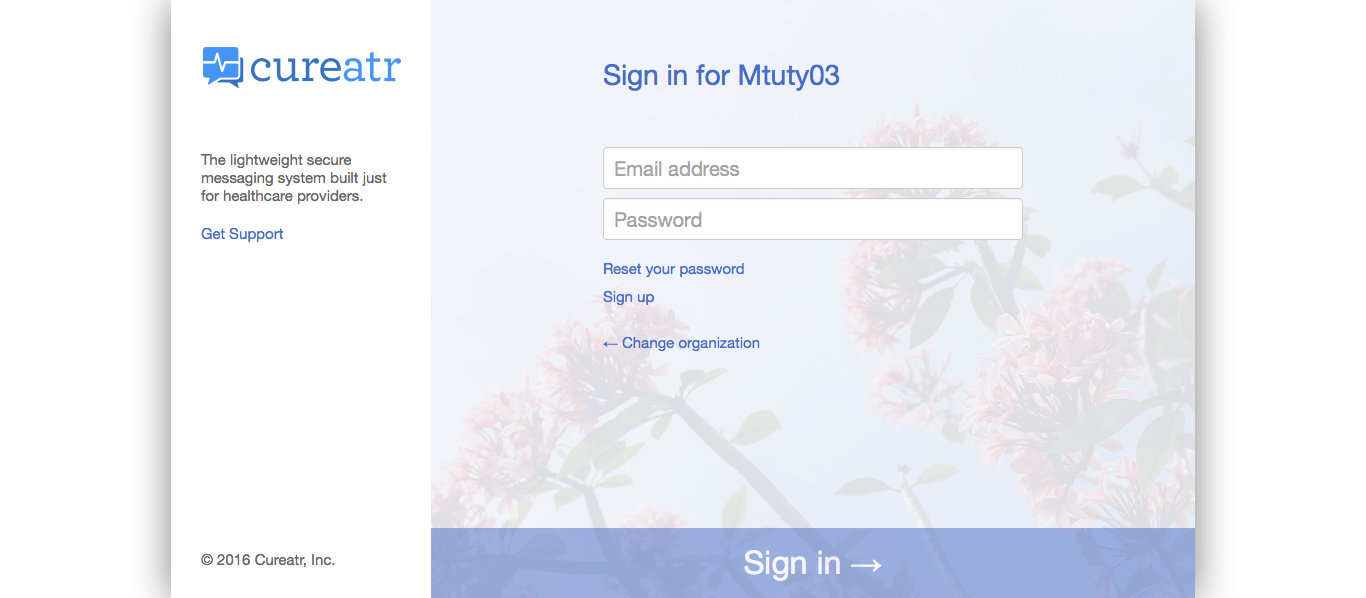 cureatr
The lightweight secure
messaging system built just
for healthcare providers.
Get Support
© 2016 Cureatr, Inc.
Sign in for Mtuty03
Email address
Password
Reset your password
Sign up
← Change organization
Sign in →